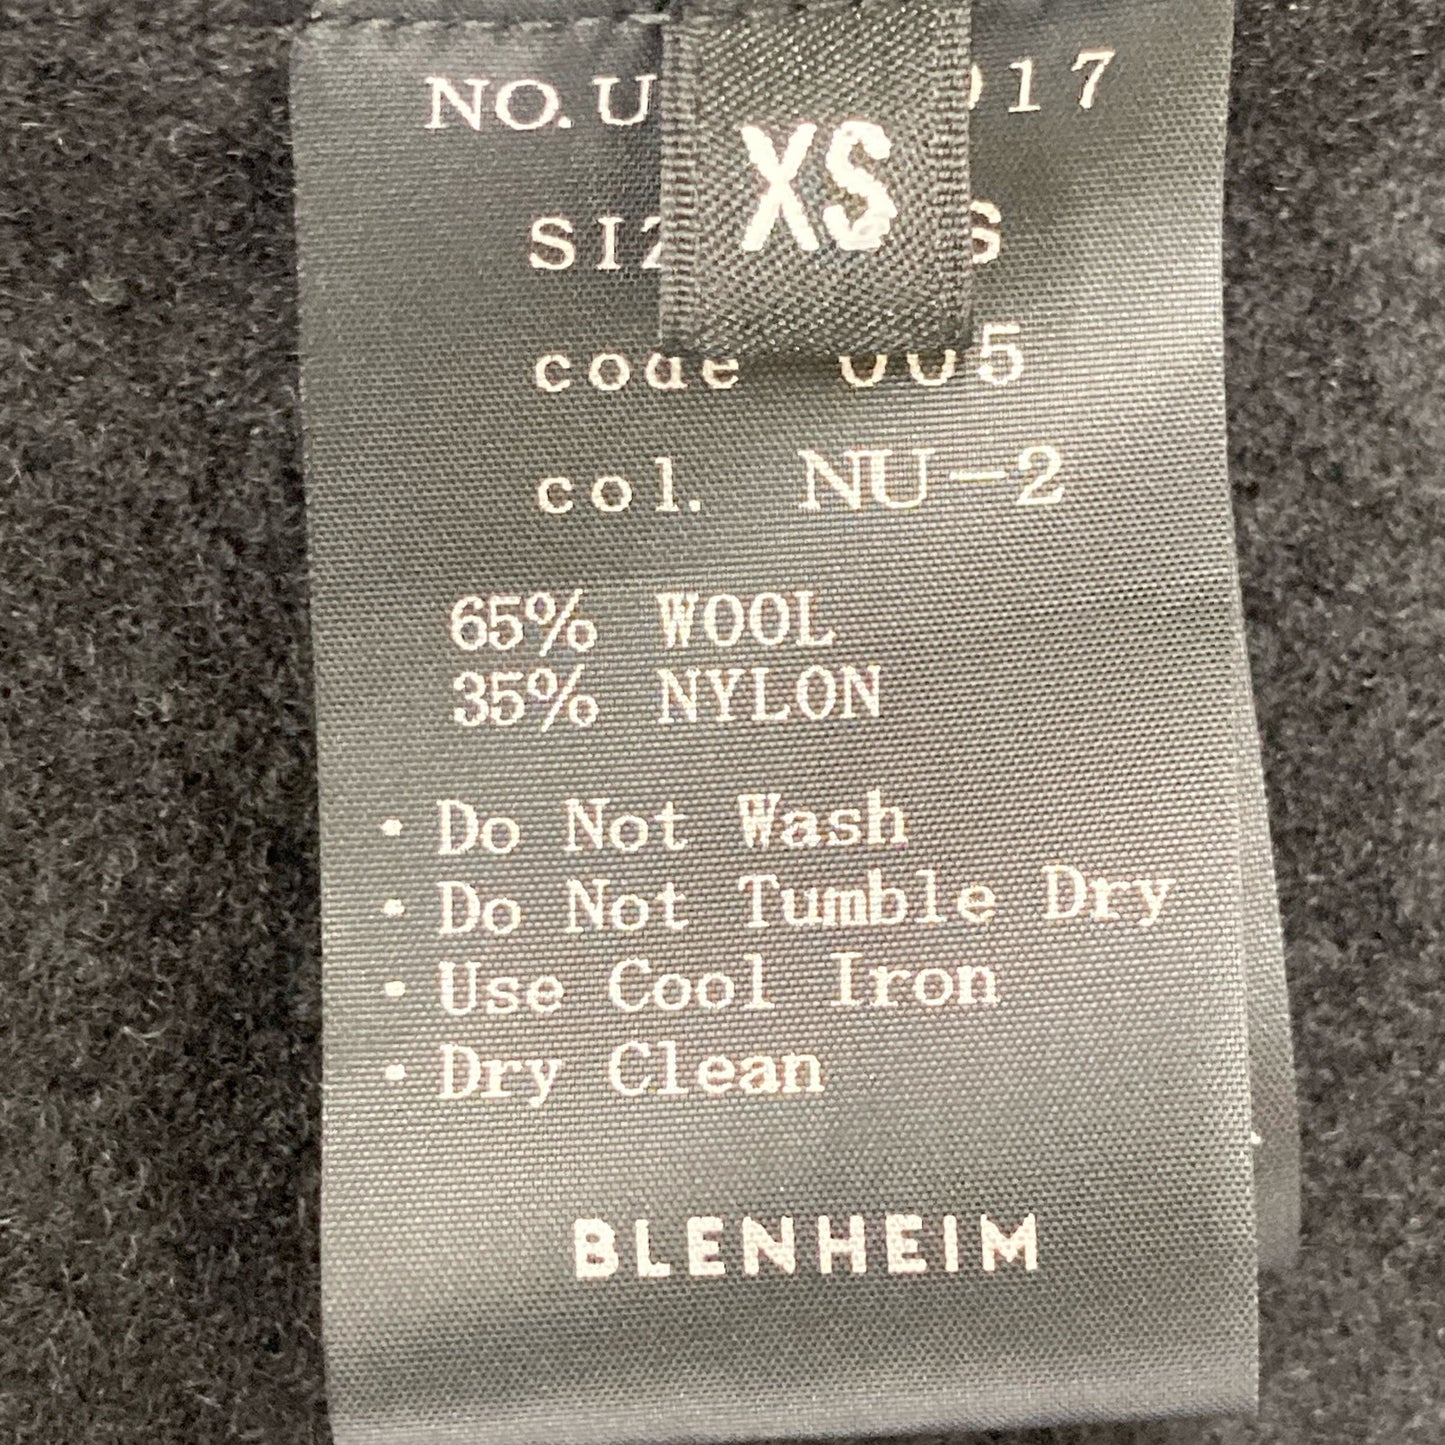 NO. U 017
XS
SIZ S
code 005
col. NU-2
65% WOOL
35% NYLON
· Do Not Wash
· Do Not Tumble Dry
· Use Cool Iron
· Dry Clean
BLENHEIM